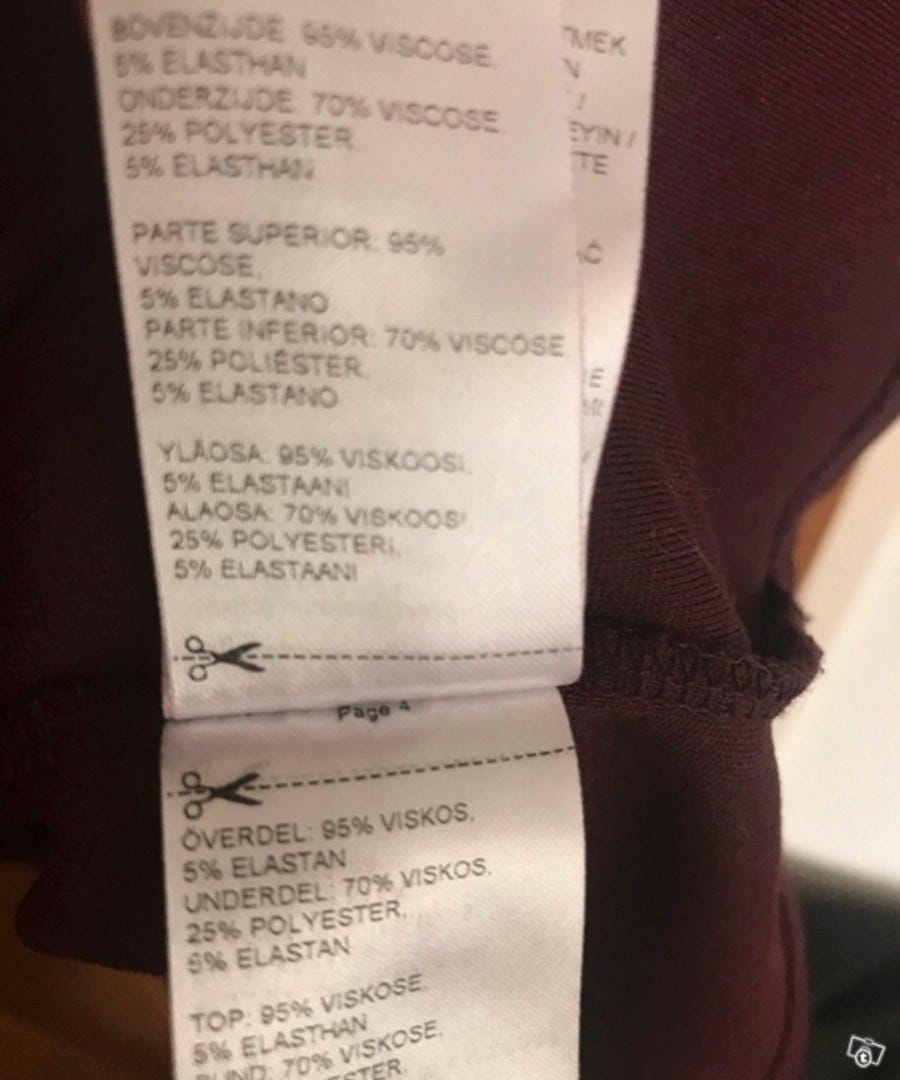 BOVENZIJDE: 95% VISCOSE,
5% ELASTHAN
ONDERZIJDE: 70% VISCOSE,
25% POLYESTER,
5% ELASTHAN
PARTE SUPERIOR: 95%
VISCOSE,
5% ELASTANO
PARTE INFERIOR: 70% VISCOSE
25% POLIÉSTER,
5% ELASTANO
YLÄOSA: 95% VISKOOSI,
5% ELASTAANI
ALAOSA: 70% VISKOOSI,
25% POLYESTERI,
5% ELASTAANI
Page 4
ÖVERDEL: 95% VISKOS,
5% ELASTAN
UNDERDEL: 70% VISKOS,
25% POLYESTER,
5% ELASTAN
TOP: 95% VISKOSE,
5% ELASTHAN
70% VISKOSE,